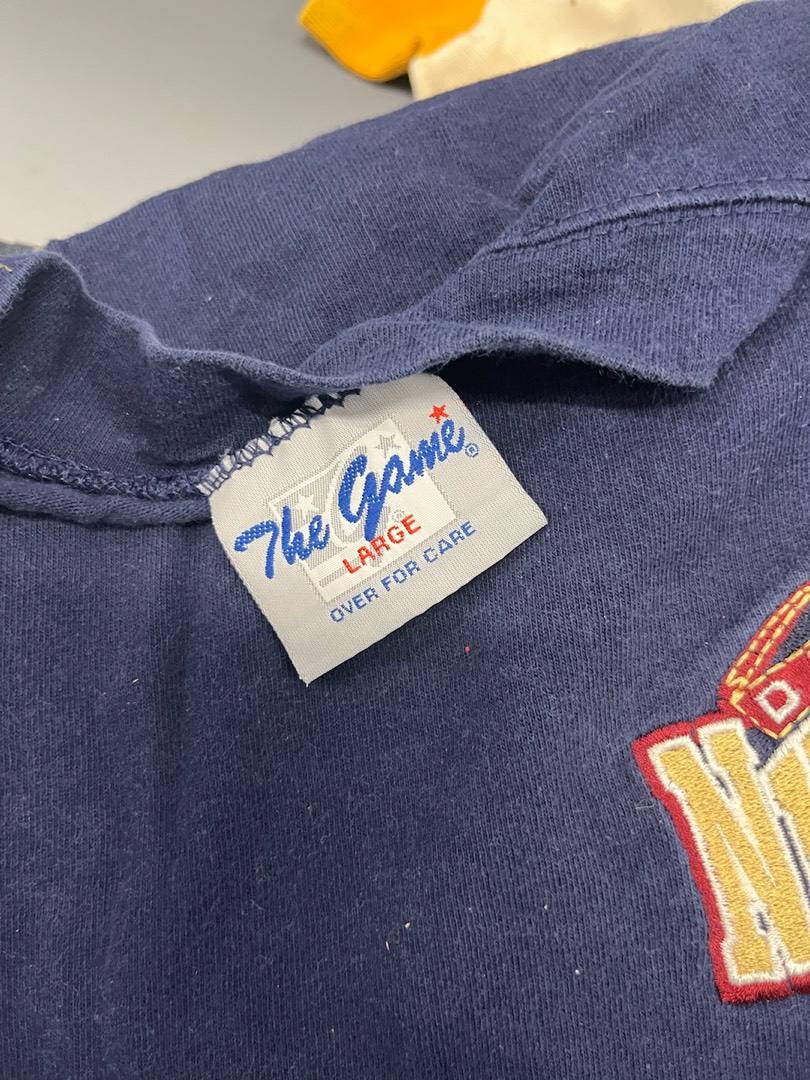 The Game®
®
LARGE
OVER FOR CARE
D
N